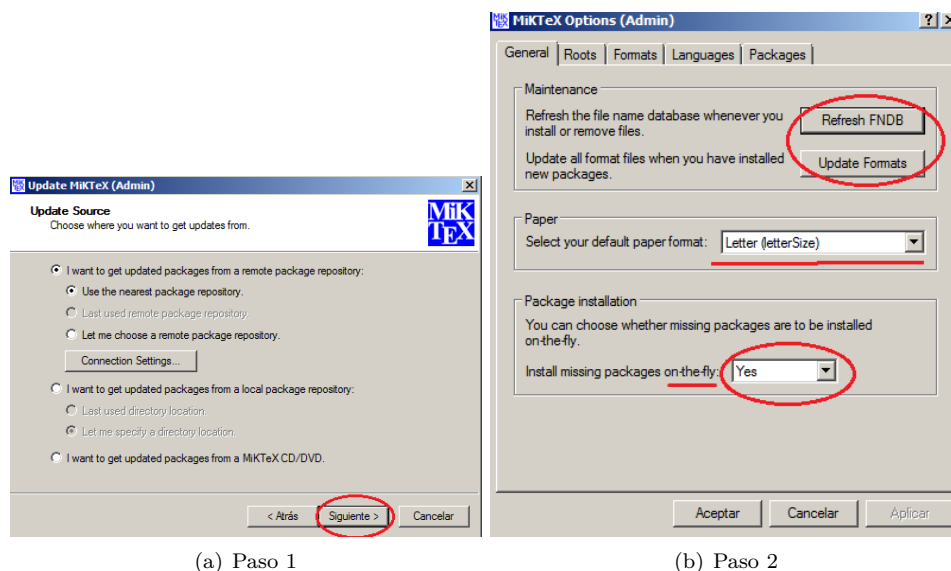 Update MiKTeX (Admin)
Update Source
Choose where you want to get updates from.
MiK
TEX
I want to get updated packages from a remote package repository:
Use the nearest package repository.
Last used remote package repository.
Let me choose a remote package repository.
Connection Settings...
I want to get updated packages from a local package repository:
Last used directory location.
Let me specify a directory location.
I want to get updated packages from a MiKTeX CD/DVD.
< Atrás Siguiente > Cancelar
(a) Paso 1
MiKTeX Options (Admin)
General Roots Formats Languages Packages
Maintenance
Refresh the file name database whenever you
install or remove files.
Refresh FNDB
Update all format files when you have installed
new packages.
Update Formats
Paper
Select your default paper format: Letter (letterSize)
Package installation
You can choose whether missing packages are to be installed
on-the-fly.
Install missing packages on-the-fly: Yes
Aceptar Cancelar Aplicar
(b) Paso 2